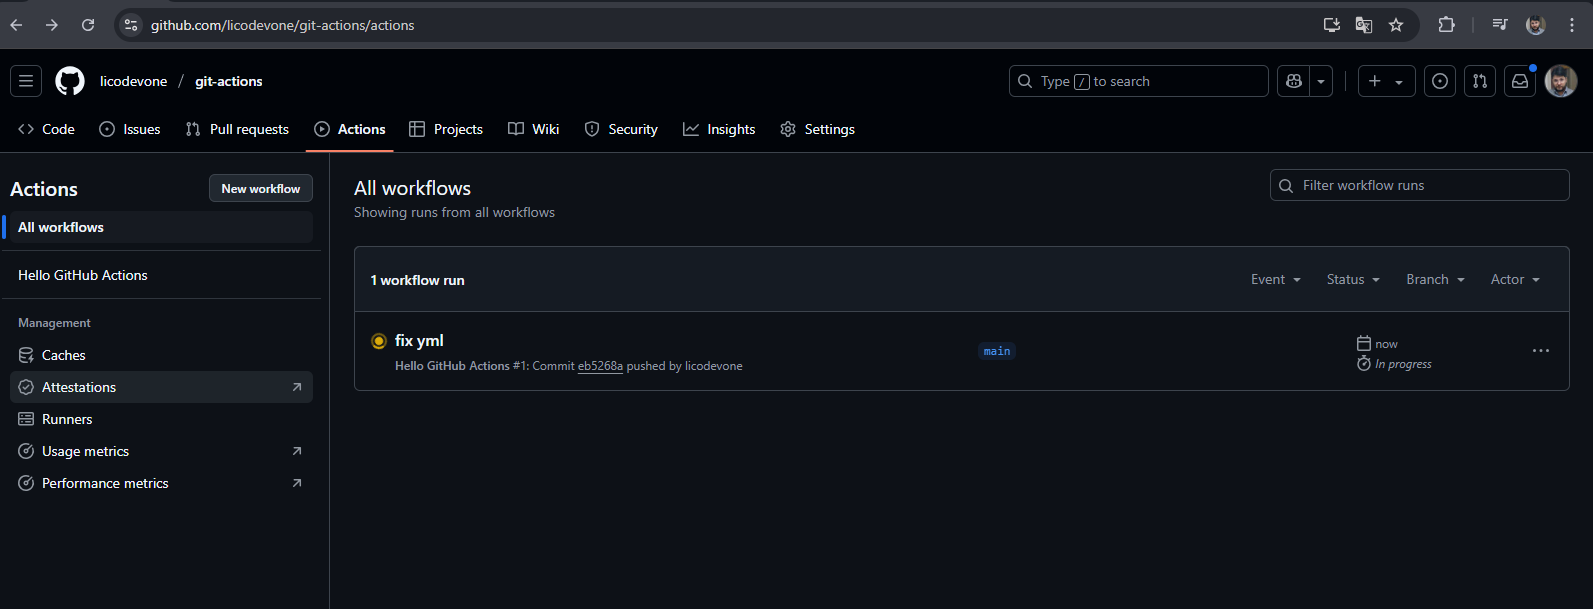 github.com/licodevone/git-actions/actions
licodevone / git-actions
Type / to search
Code Issues Pull requests Actions Projects Wiki Security Insights Settings
Actions
New workflow
All workflows
Hello GitHub Actions
Management
Caches
Attestations
Runners
Usage metrics
Performance metrics
All workflows
Showing runs from all workflows
Filter workflow runs
1 workflow run
Event Status Branch Actor
fix yml
Hello GitHub Actions #1: Commit eb5268a pushed by licodevone
main
now
In progress